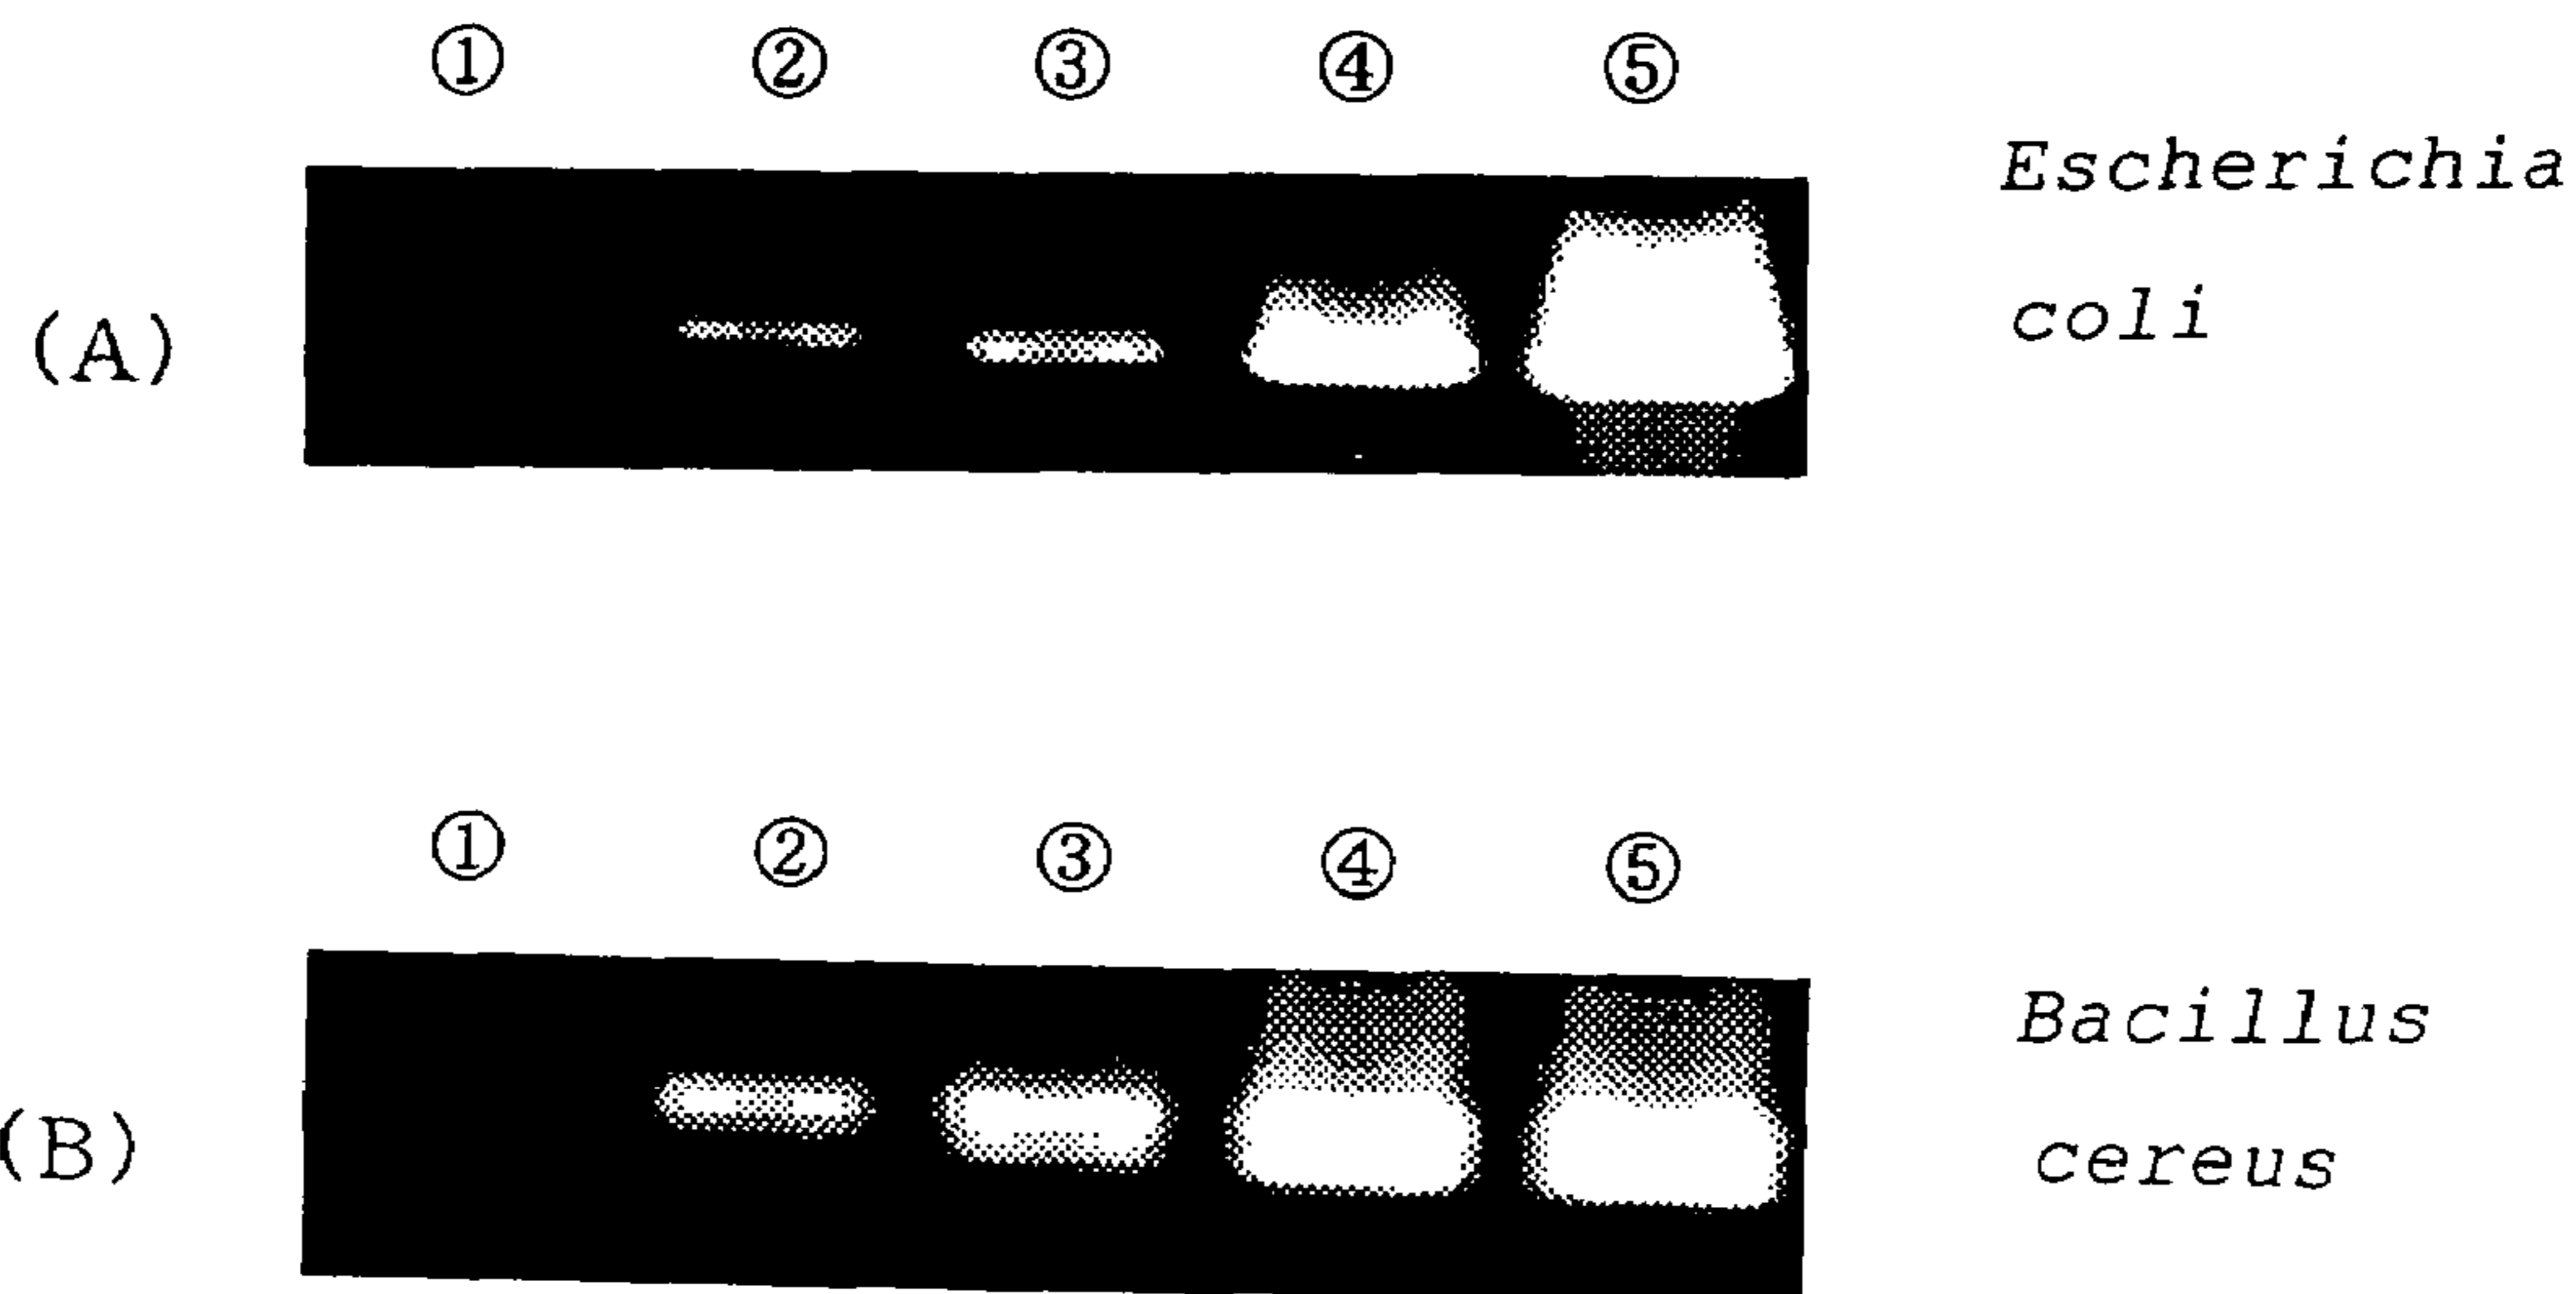 ① ② ③ ④ ⑤
Escherichia
coli
(A)
① ② ③ ④ ⑤
Bacillus
cereus
(B)